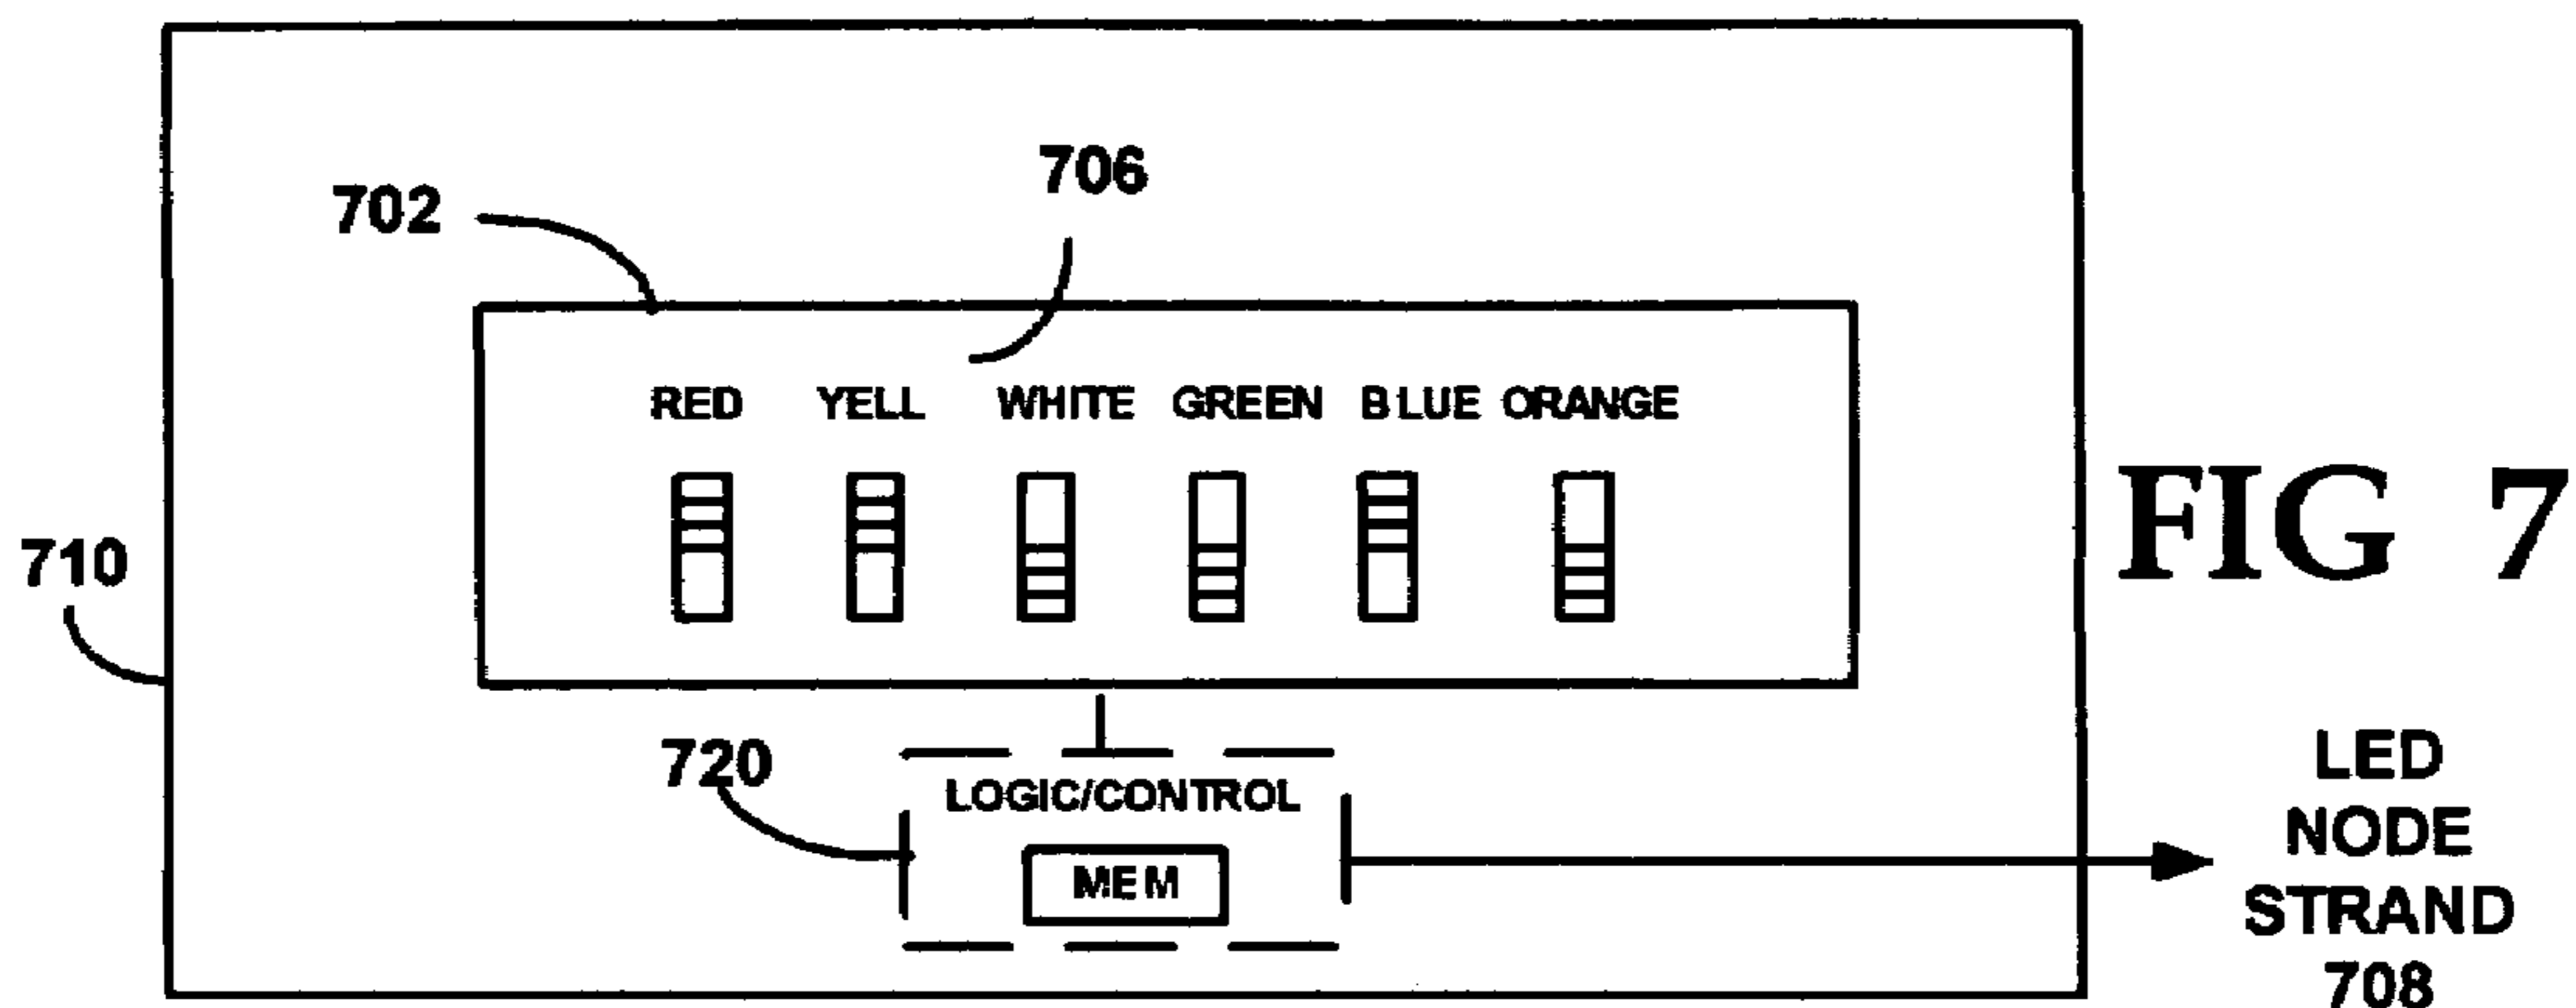 706
702
RED YELL WHITE GREEN BLUE ORANGE
710
FIG 7
720
LOGIC/CONTROL
MEM
LED
NODE
STRAND
708